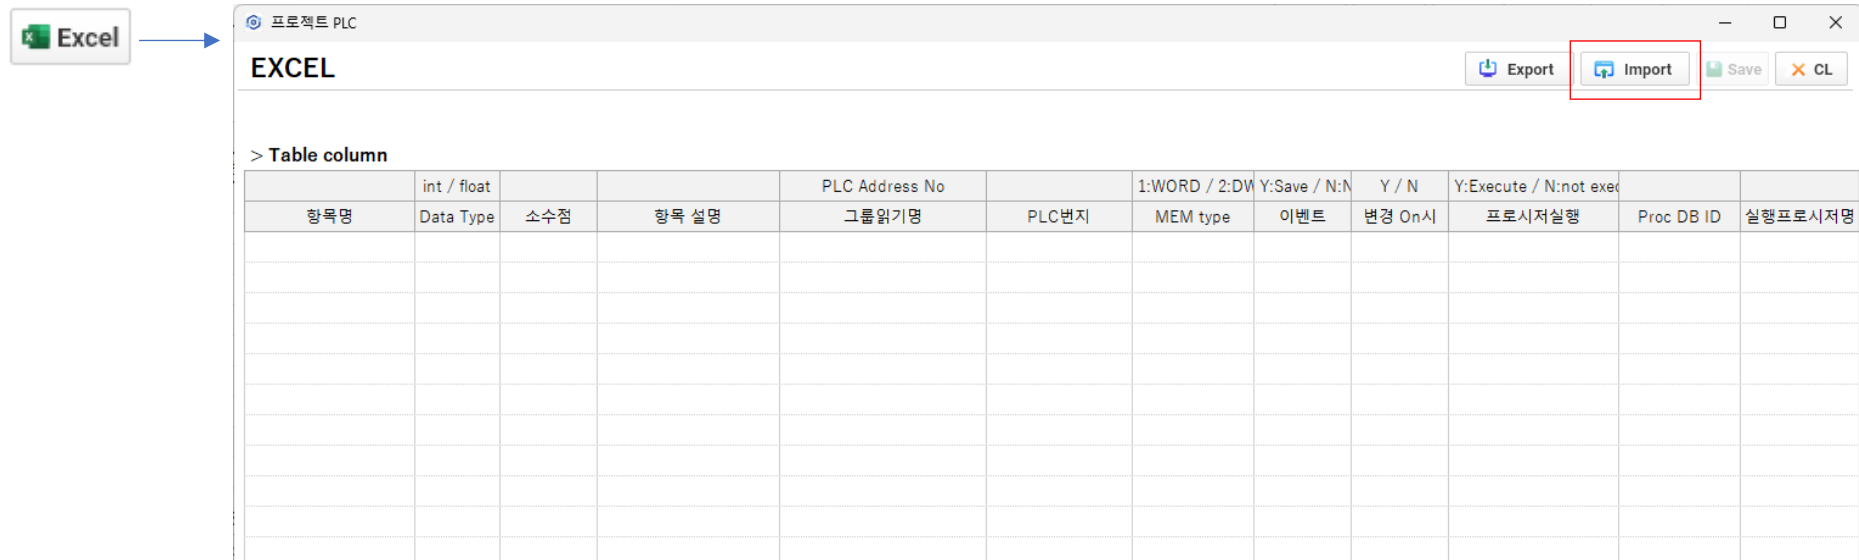 Excel
프로젝트 PLC
EXCEL
Export
Import
Save
CL
> Table column
int / float PLC Address No 1:WORD / 2:DW Y:Save / N:N Y / N Y:Execute / N:not exec
항목명 Data Type 소수점 항목 설명 그룹읽기명 PLC번지 MEM type 이벤트 변경 On시 프로시저실행 Proc DB ID 실행프로시저명